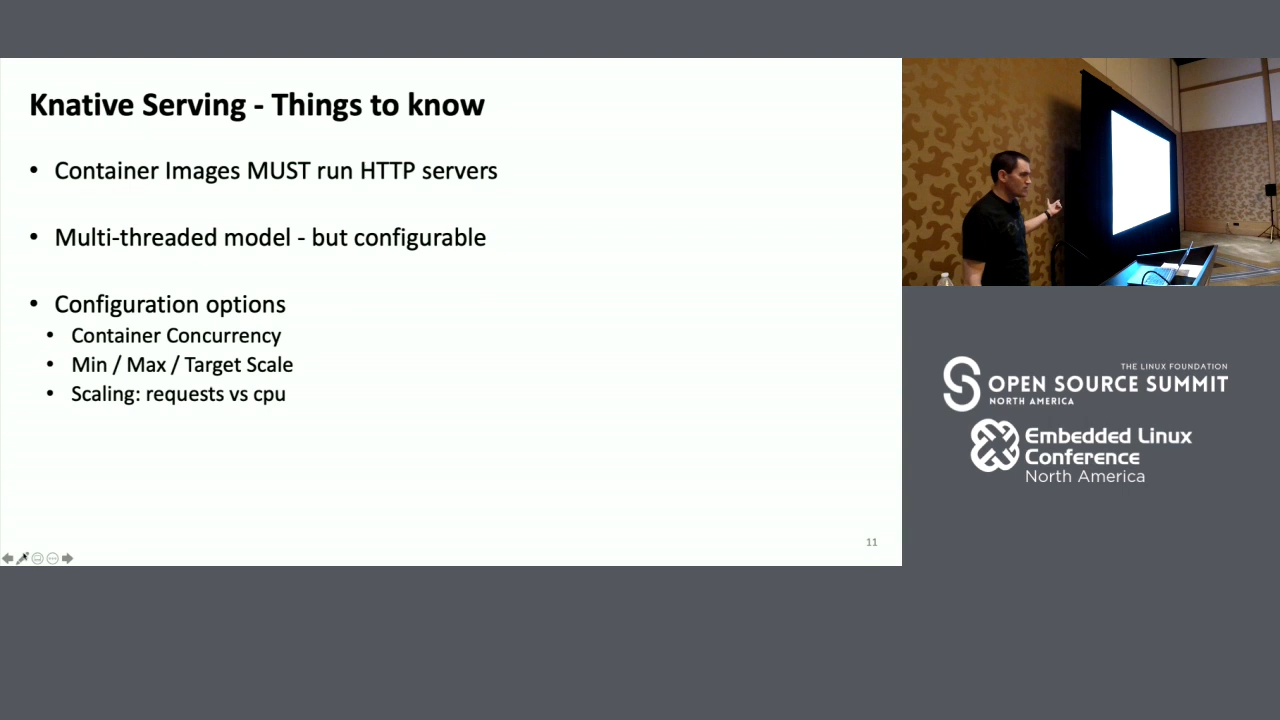 Knative Serving - Things to know
• Container Images MUST run HTTP servers
• Multi-threaded model - but configurable
• Configuration options
• Container Concurrency
• Min / Max / Target Scale
• Scaling: requests vs cpu
11
THE LINUX FOUNDATION
OPEN SOURCE SUMMIT
NORTH AMERICA
Embedded Linux
Conference
North America